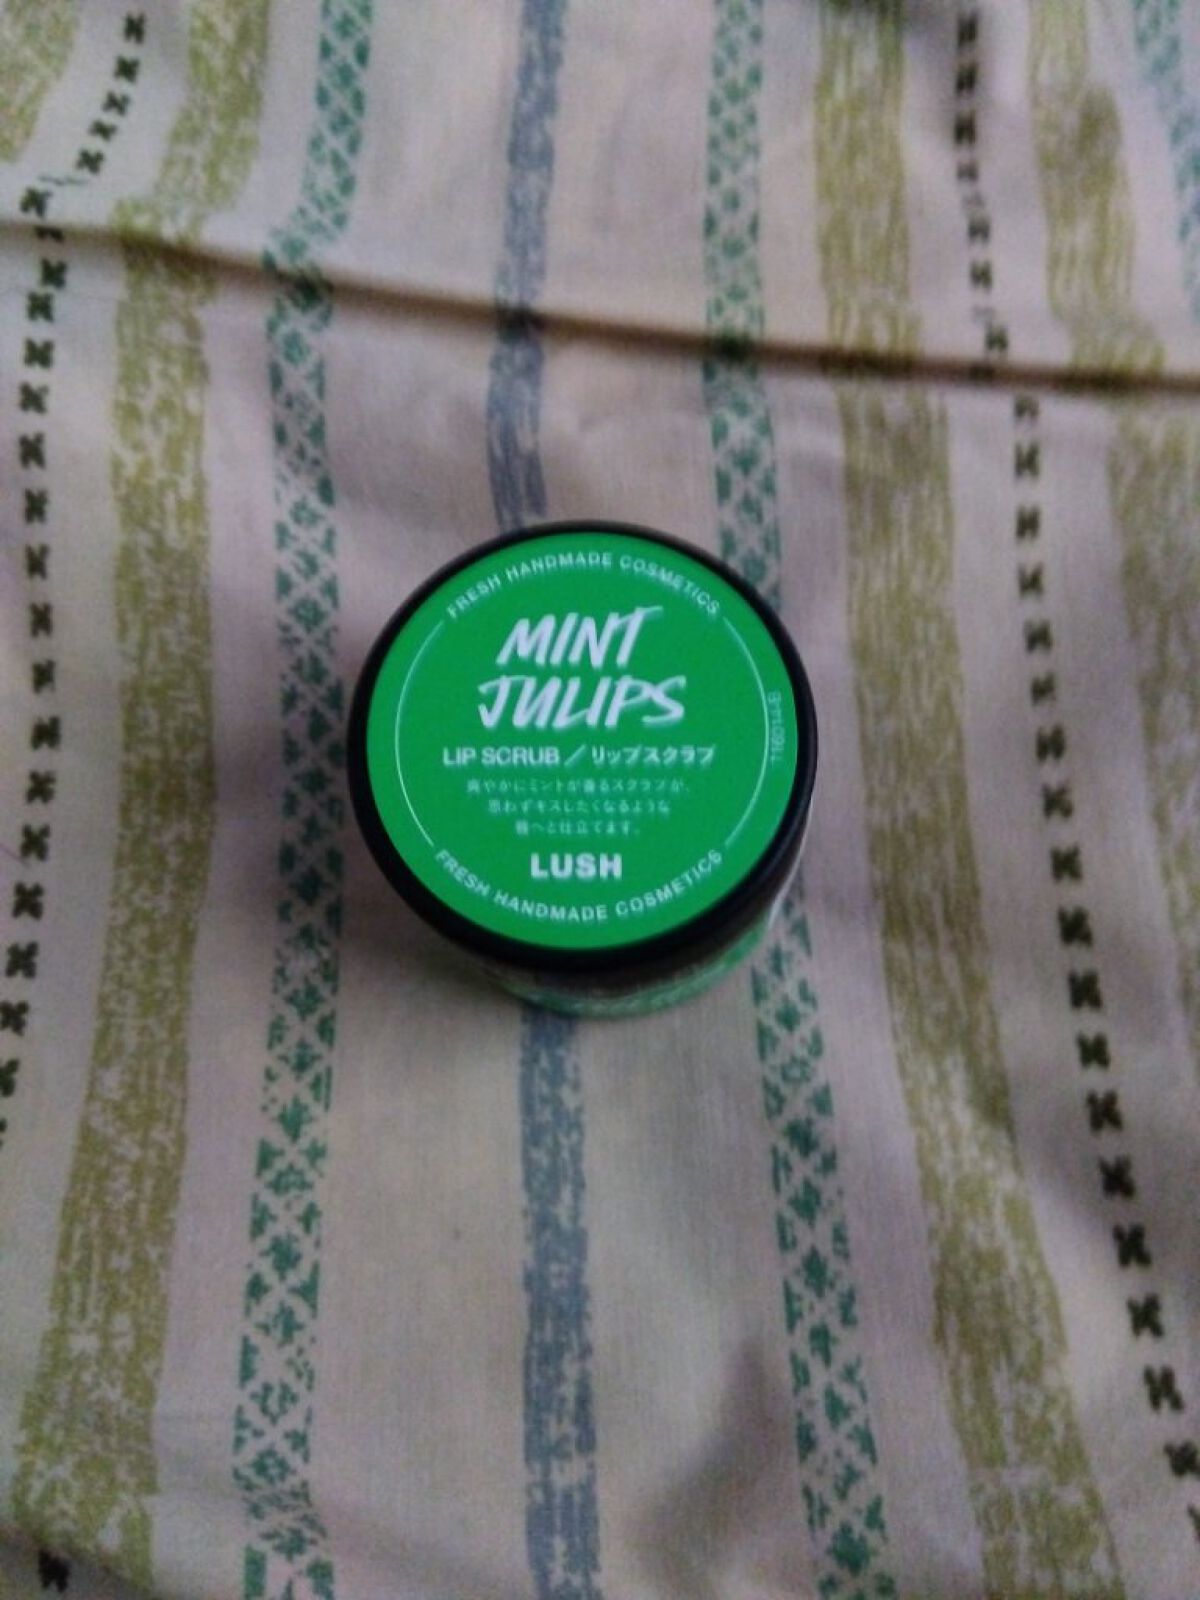 FRESH HANDMADE COSMETICS
MINT
JULIPS
LIP SCRUB／リップスクラブ
爽やかにミントが香るスクラブが、
思わずキスしたくなるような
唇へと仕立てます。
LUSH
FRESH HANDMADE COSMETICS